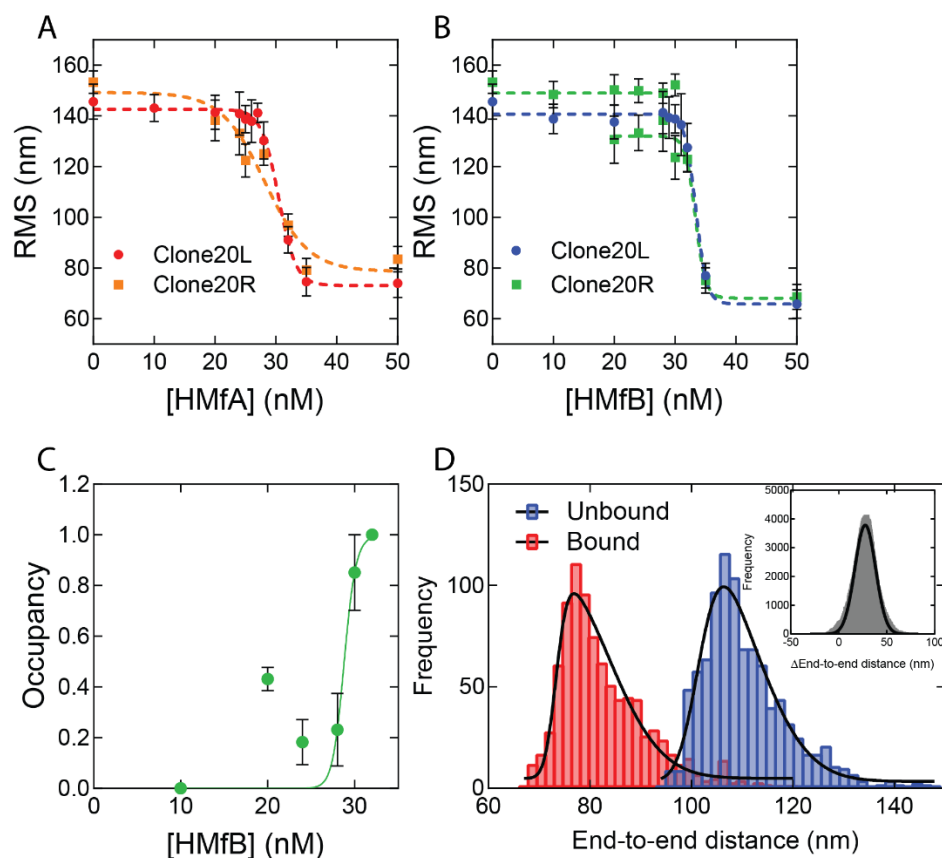 A
160
140
120
100
80
60
RMS (nm)
Clone20L
Clone20R
0 10 20 30 40 50
[HMfA] (nM)
B
160
140
120
100
80
60
RMS (nm)
Clone20L
Clone20R
0 10 20 30 40 50
[HMfB] (nM)
C
1.2
1.0
0.8
0.6
0.4
0.2
0.0
Occupancy
0 10 20 30
[HMfB] (nM)
D
150
100
50
0
Frequency
Unbound
Bound
60 80 100 120 140
End-to-end distance (nm)
5000
4000
3000
2000
1000
0
Frequency
-50 0 50 100
ΔEnd-to-end distance (nm)